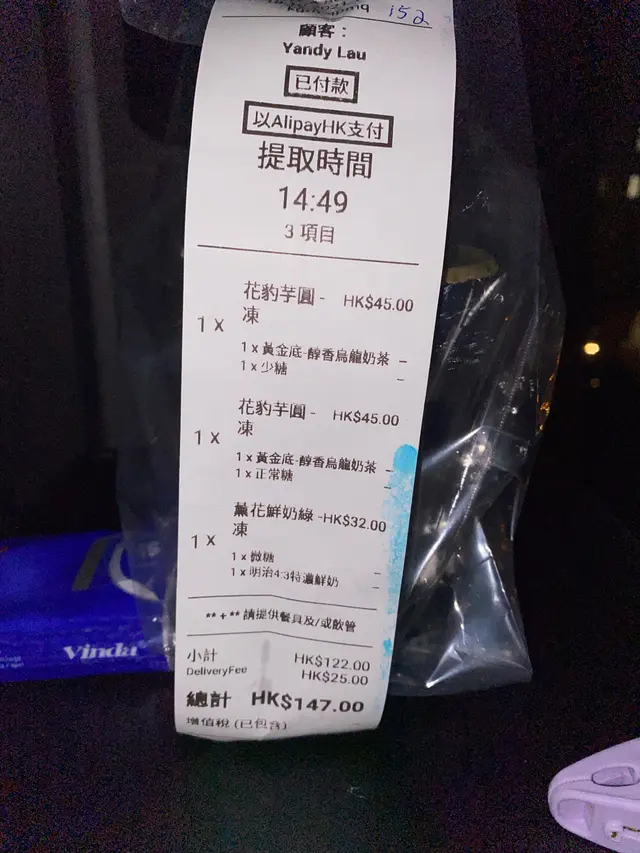 152
顧客：
Yandy Lau
已付款
以AlipayHK支付
提取時間
14:49
3 項目
花豹芋圓 - HK$45.00
凍
1 x
1 x 黃金底-醇香烏龍奶茶 –
1 x 少糖 –
花豹芋圓 - HK$45.00
凍
1 x
1 x 黃金底-醇香烏龍奶茶 –
1 x 正常糖 –
薰花鮮奶綠 - HK$32.00
凍
1 x
1 x 微糖 –
1 x 明治4.3特濃鮮奶 –
** + ** 請提供餐具及/或飲管
小計 HK$122.00
DeliveryFee HK$25.00
總計 HK$147.00
增值稅 (已包含)
Vinda